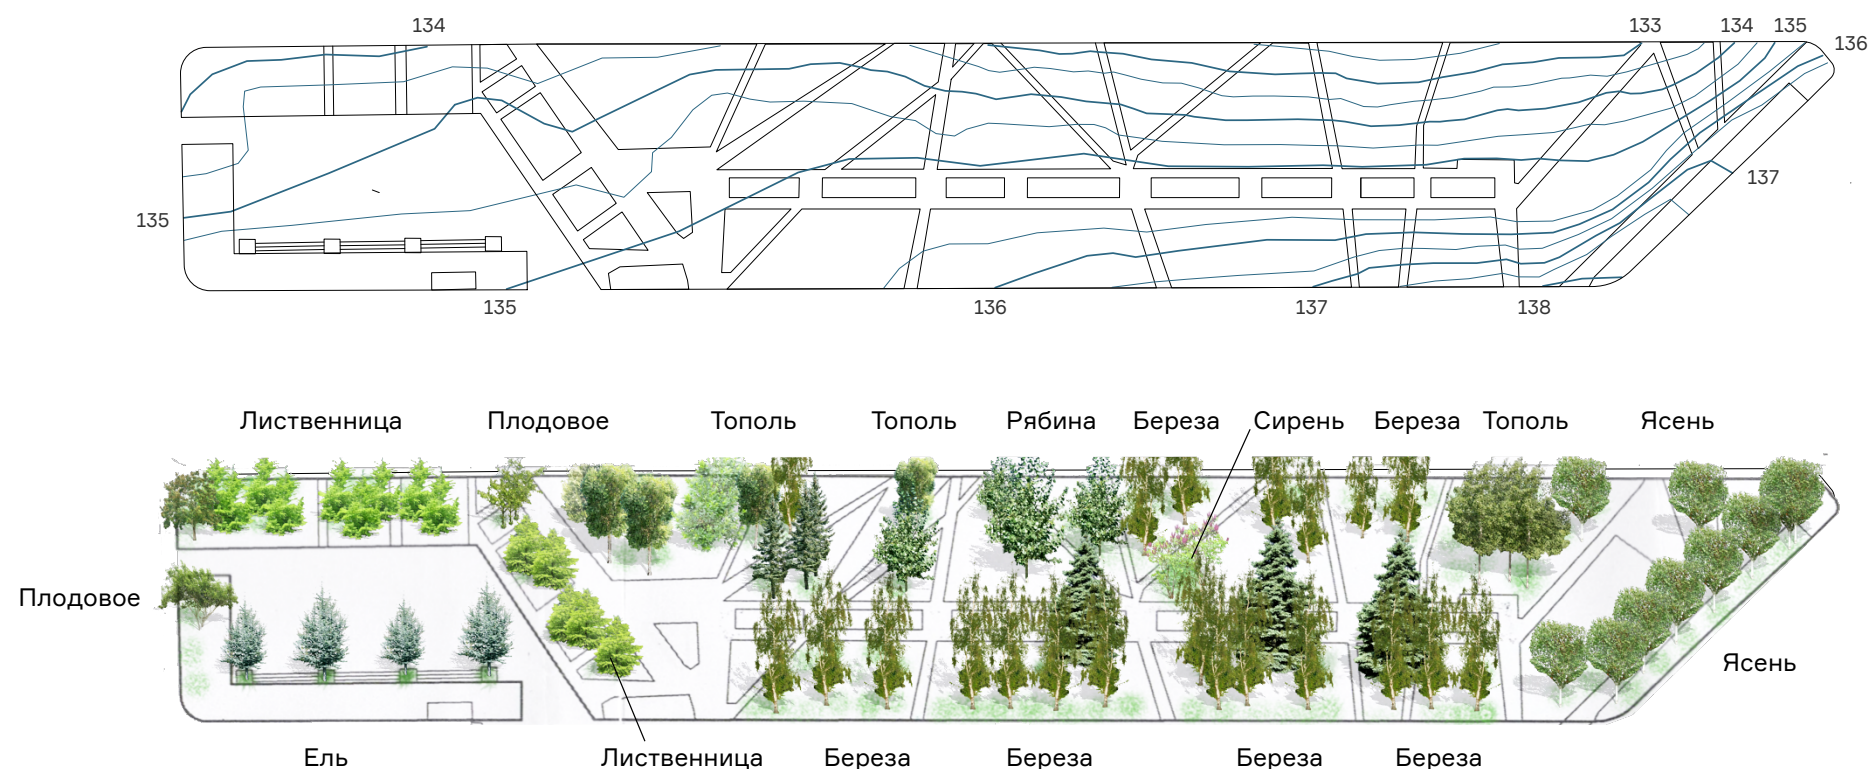 134
133
134
135
136
137
135
135
136
137
138
Лиственница
Плодовое
Тополь
Тополь
Рябина
Береза
Сирень
Береза
Тополь
Ясень
Плодовое
Ясень
Ель
Лиственница
Береза
Береза
Береза
Береза